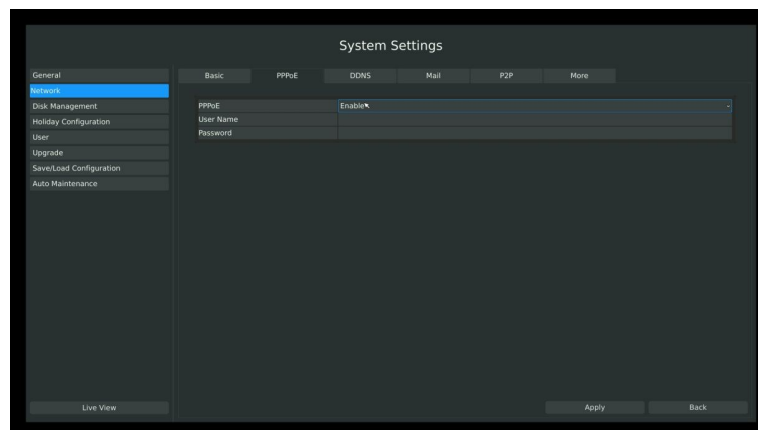 System Settings
General
Network
Disk Management
Holiday Configuration
User
Upgrade
Save/Load Configuration
Auto Maintenance
Basic PPPoE DDNS Mail P2P More
PPPoE Enable
User Name
Password
Live View Apply Back